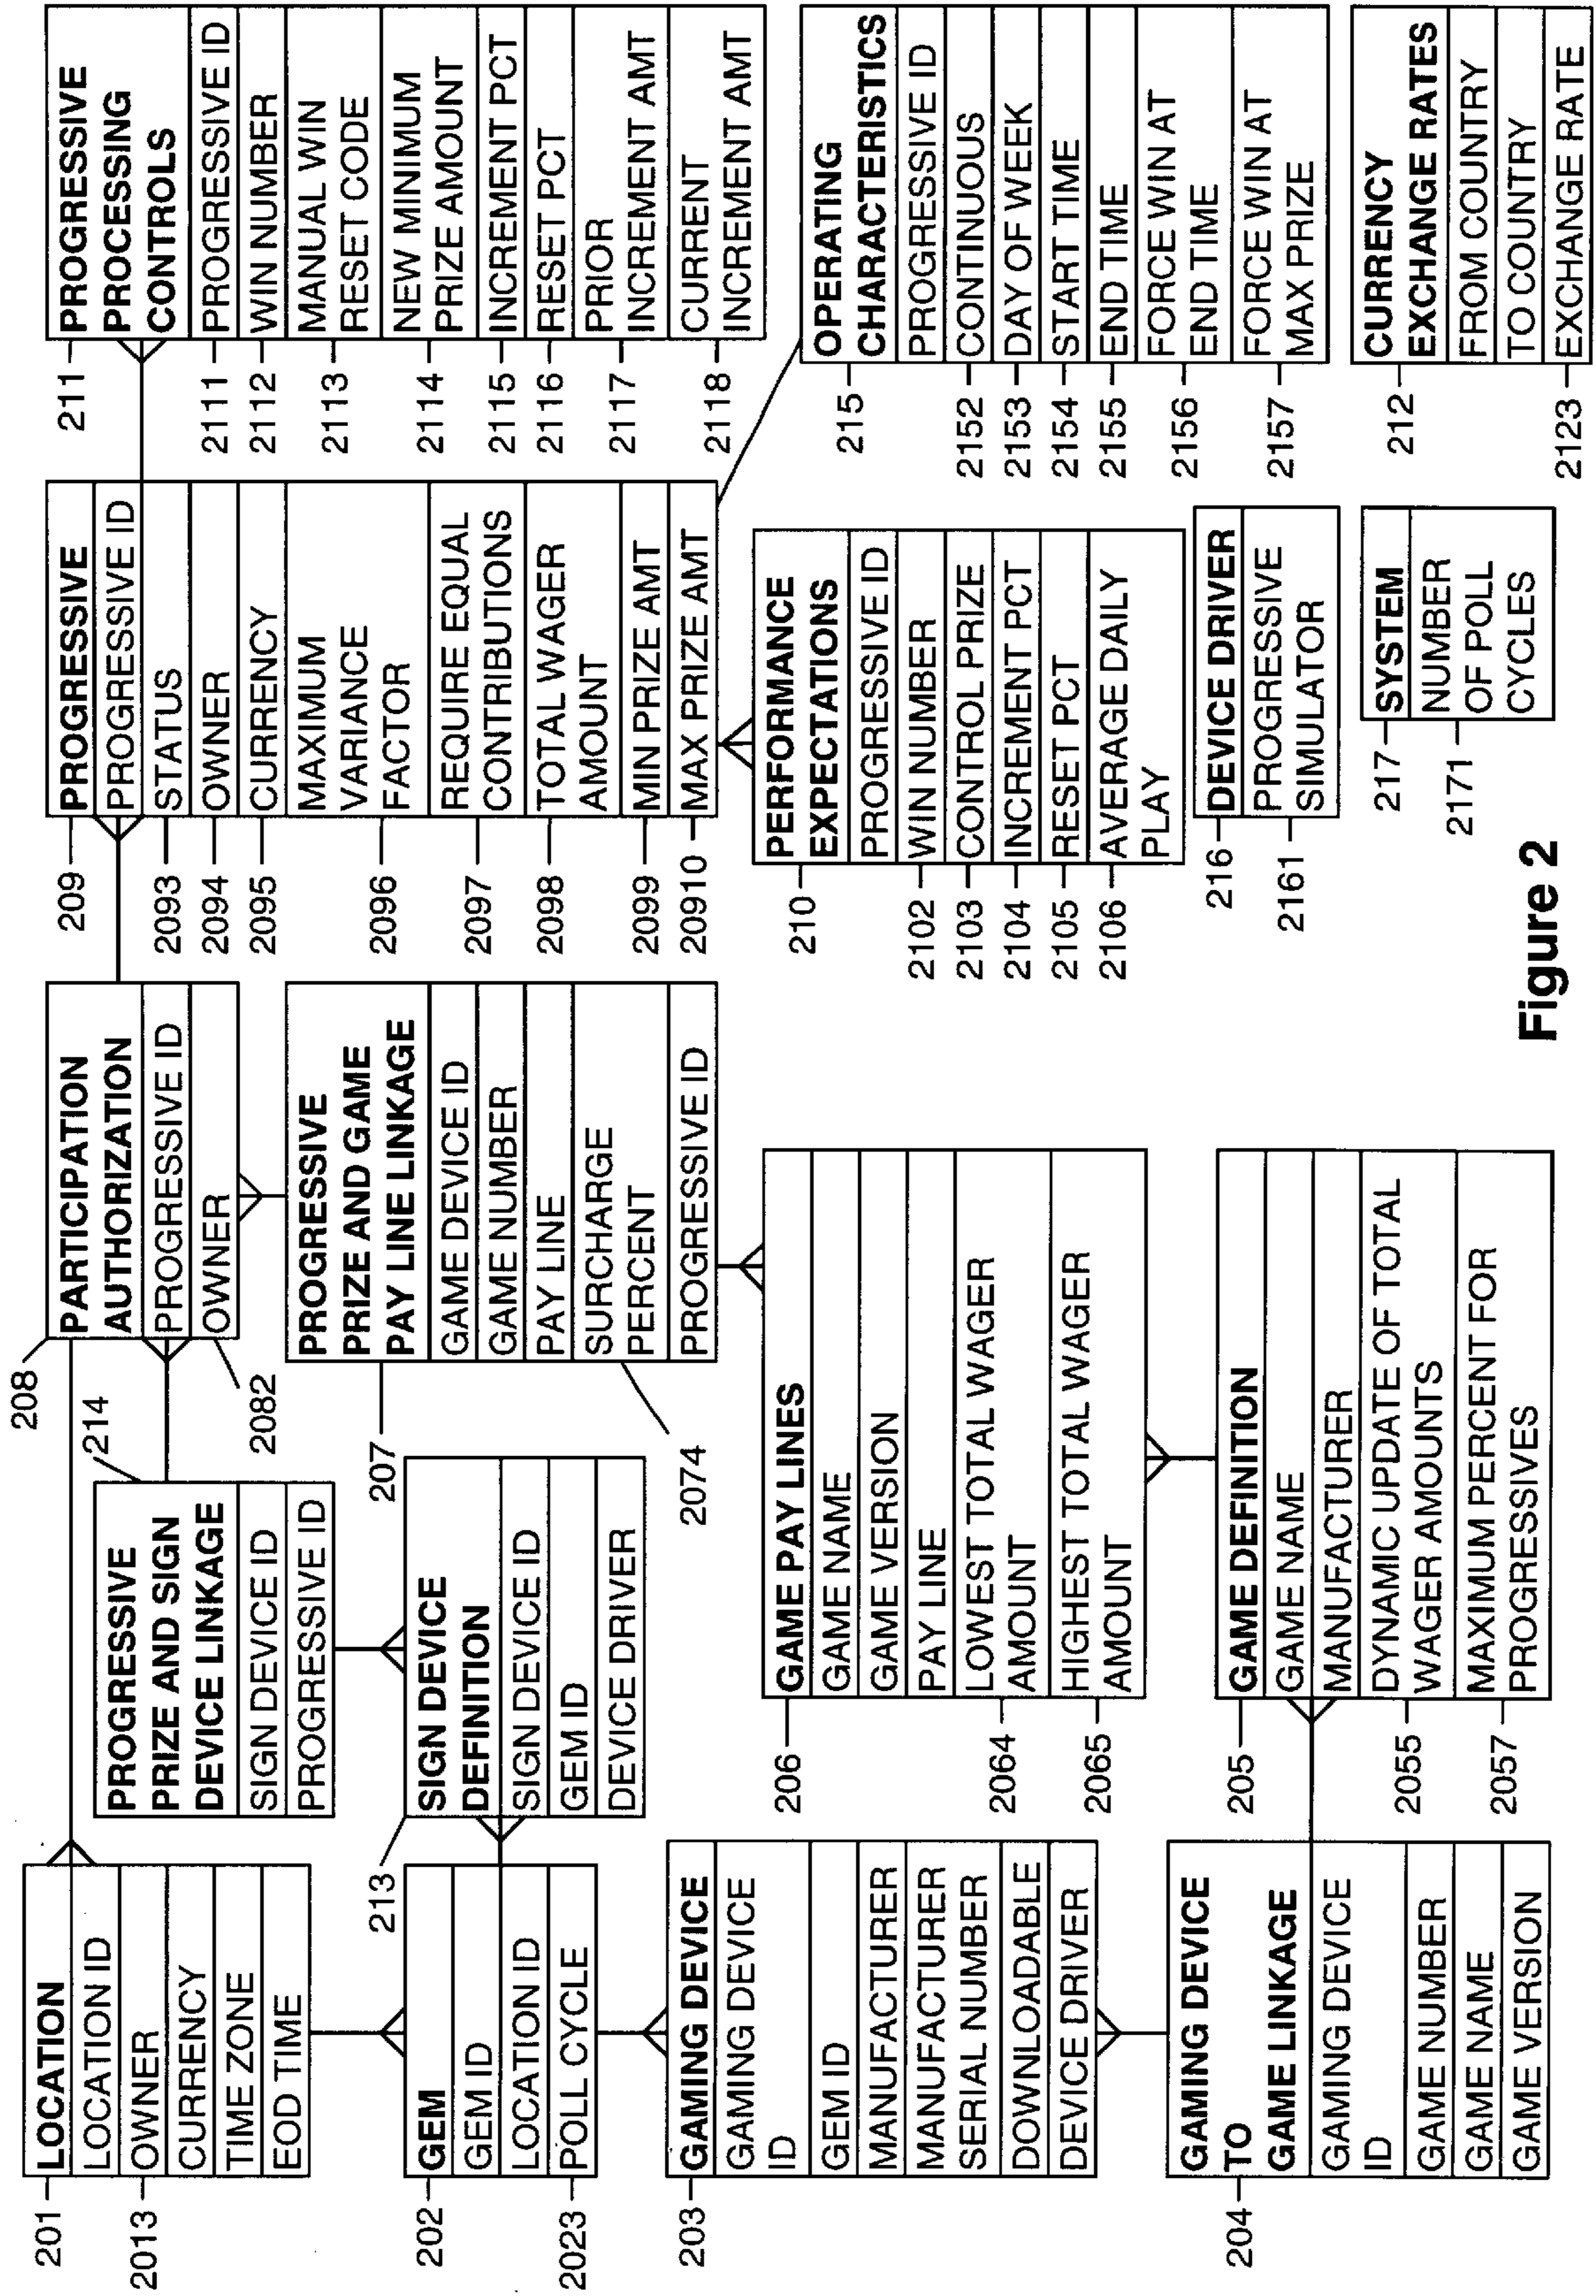 201
LOCATION
LOCATION ID
2013
OWNER
CURRENCY
TIME ZONE
EOD TIME
202
GEM
GEM ID
LOCATION ID
2023
POLL CYCLE
203
GAMING DEVICE
GAMING DEVICE
ID
GEM ID
MANUFACTURER
MANUFACTURER
SERIAL NUMBER
DOWNLOADABLE
DEVICE DRIVER
204
GAMING DEVICE
TO
GAME LINKAGE
GAMING DEVICE
ID
GAME NUMBER
GAME NAME
GAME VERSION
214
PROGRESSIVE
PRIZE AND SIGN
DEVICE LINKAGE
SIGN DEVICE ID
PROGRESSIVE ID
213
SIGN DEVICE
DEFINITION
SIGN DEVICE ID
GEM ID
DEVICE DRIVER
206
GAME PAY LINES
GAME NAME
GAME VERSION
PAY LINE
2064
LOWEST TOTAL WAGER
AMOUNT
2065
HIGHEST TOTAL WAGER
AMOUNT
205
GAME DEFINITION
GAME NAME
MANUFACTURER
2055
DYNAMIC UPDATE OF TOTAL
WAGER AMOUNTS
2057
MAXIMUM PERCENT FOR
PROGRESSIVES
208
PARTICIPATION
AUTHORIZATION
PROGRESSIVE ID
OWNER
2082
207
PROGRESSIVE
PRIZE AND GAME
PAY LINE LINKAGE
GAME DEVICE ID
GAME NUMBER
PAY LINE
SURCHARGE
PERCENT
2074
PROGRESSIVE ID
209
PROGRESSIVE
PROGRESSIVE ID
2093
STATUS
2094
OWNER
2095
CURRENCY
2096
MAXIMUM
VARIANCE
FACTOR
2097
REQUIRE EQUAL
CONTRIBUTIONS
2098
TOTAL WAGER
AMOUNT
2099
MIN PRIZE AMT
20910
MAX PRIZE AMT
210
PERFORMANCE
EXPECTATIONS
PROGRESSIVE ID
2102
WIN NUMBER
2103
CONTROL PRIZE
2104
INCREMENT PCT
2105
RESET PCT
2106
AVERAGE DAILY
PLAY
216
DEVICE DRIVER
2161
PROGRESSIVE
SIMULATOR
217
SYSTEM
2171
NUMBER
OF POLL
CYCLES
211
PROGRESSIVE
PROCESSING
CONTROLS
2111
PROGRESSIVE ID
2112
WIN NUMBER
2113
MANUAL WIN
RESET CODE
2114
NEW MINIMUM
PRIZE AMOUNT
2115
INCREMENT PCT
2116
RESET PCT
2117
PRIOR
INCREMENT AMT
2118
CURRENT
INCREMENT AMT
215
OPERATING
CHARACTERISTICS
PROGRESSIVE ID
2152
CONTINUOUS
2153
DAY OF WEEK
2154
START TIME
2155
END TIME
2156
FORCE WIN AT
END TIME
2157
FORCE WIN AT
MAX PRIZE
212
CURRENCY
EXCHANGE RATES
FROM COUNTRY
TO COUNTRY
2123
EXCHANGE RATE
Figure 2